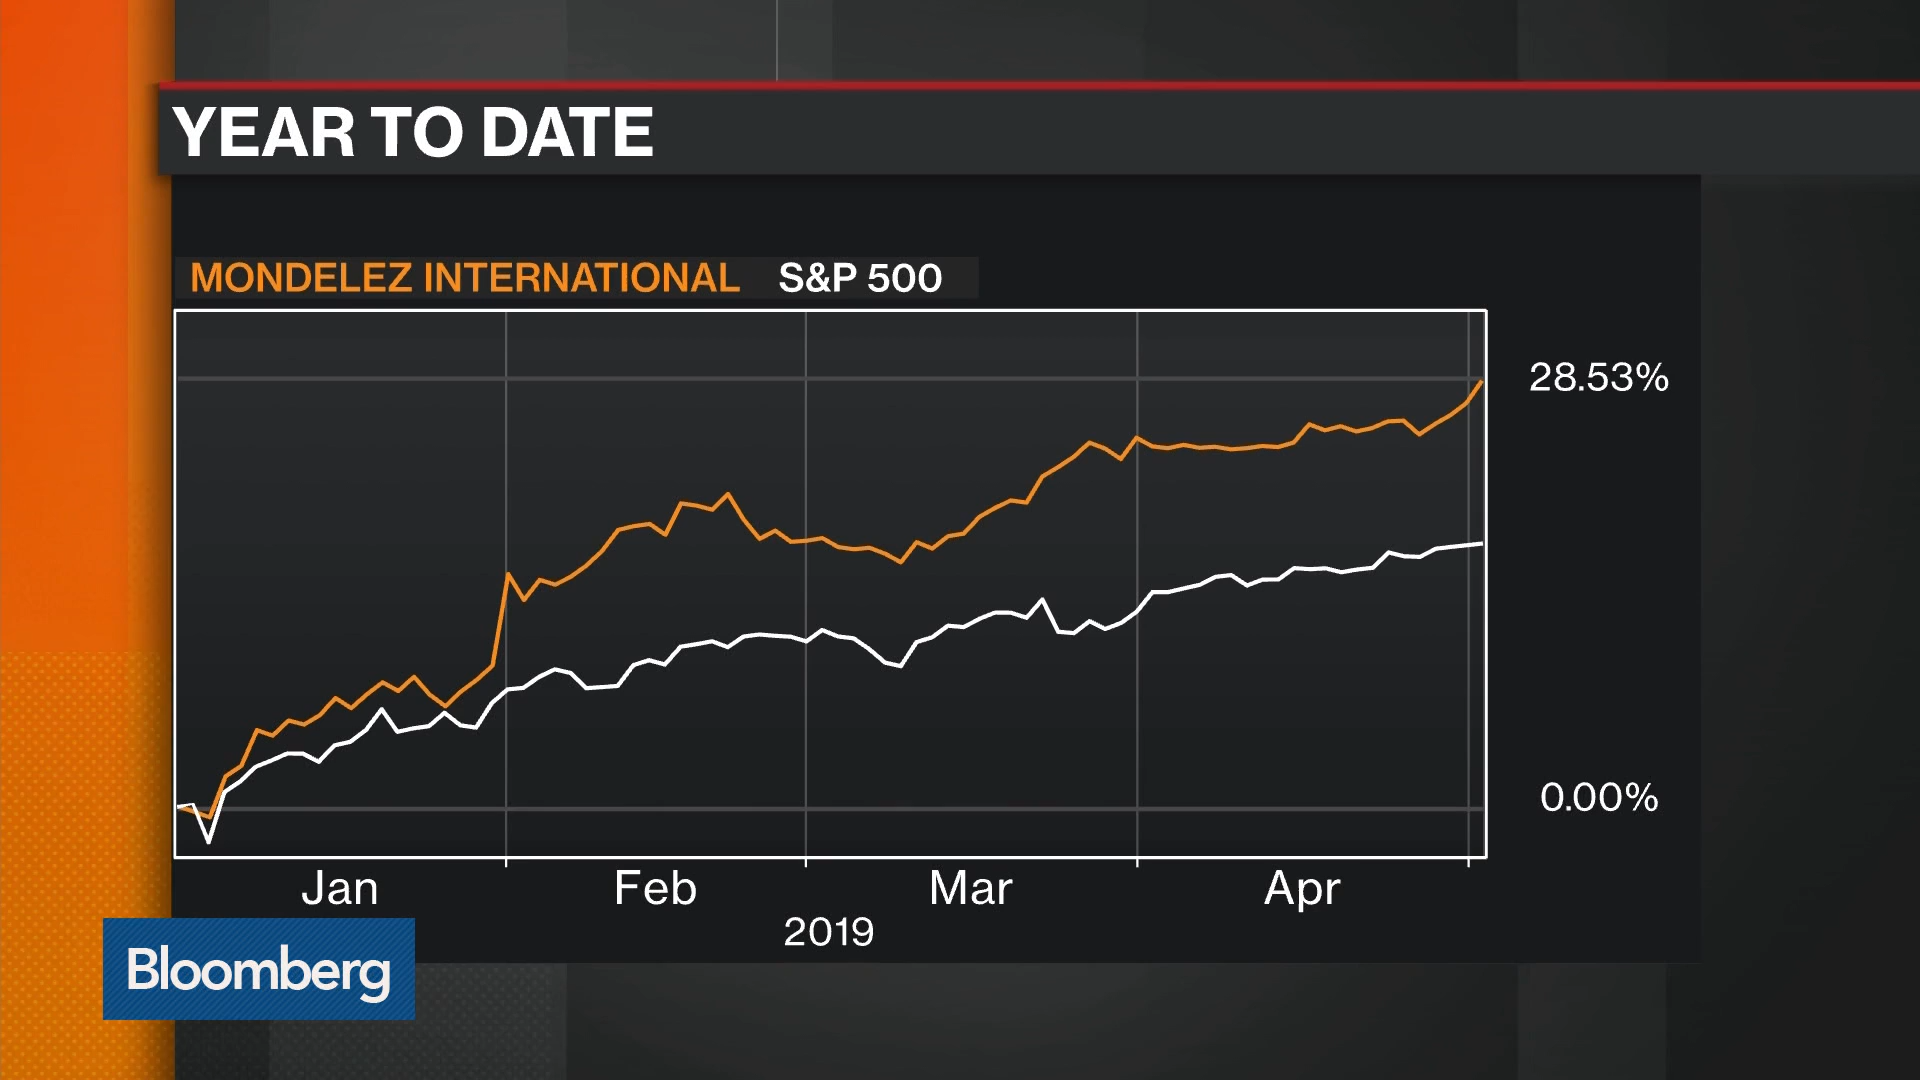 YEAR TO DATE
MONDELEZ INTERNATIONAL S&P 500
28.53%
0.00%
Jan Feb Mar Apr
2019
Bloomberg